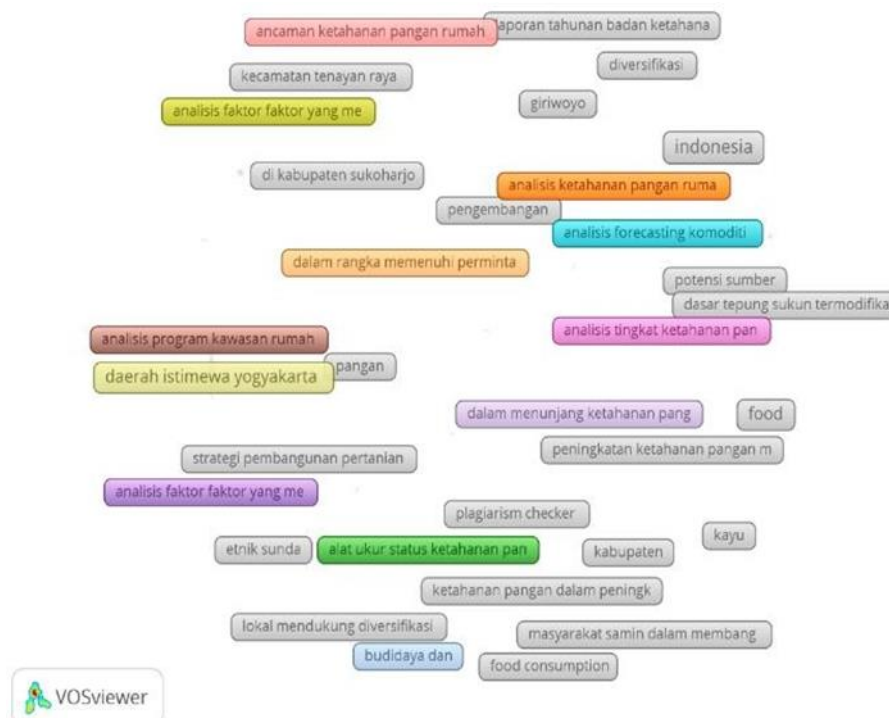 ancaman ketahanan pangan rumah
laporan tahunan badan ketahana
diversifikasi
kecamatan tenayan raya
analisis faktor faktor yang me
giriwoyo
indonesia
di kabupaten sukoharjo
analisis ketahanan pangan ruma
pengembangan
analisis forecasting komoditi
dalam rangka memenuhi perminta
potensi sumber
dasar tepung sukun termodifika
analisis tingkat ketahanan pan
analisis program kawasan rumah
pangan
daerah istimewa yogyakarta
dalam menunjang ketahanan pang
food
peningkatan ketahanan pangan m
strategi pembangunan pertanian
analisis faktor faktor yang me
plagiarism checker
kayu
etnik sunda
alat ukur status ketahanan pan
kabupaten
ketahanan pangan dalam peningk
lokal mendukung diversifikasi
masyarakat samin dalam membang
budidaya dan
food consumption
VOSviewer